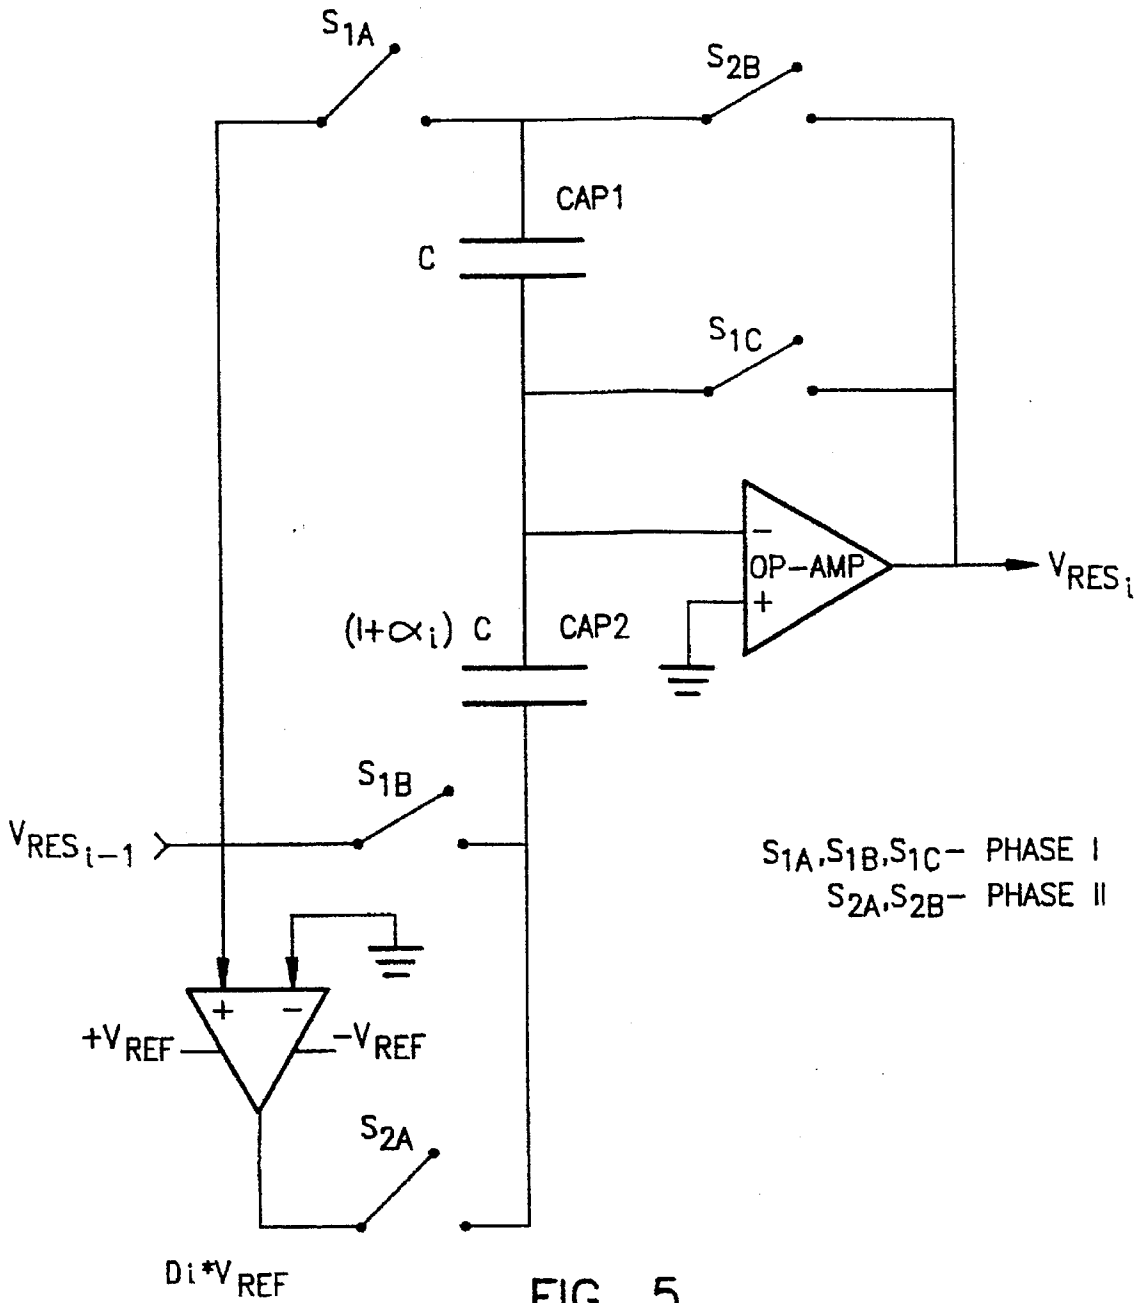 S1A
S2B
CAP1
C
S1C
−
OP-AMP
+
VRESi
(1+∝i) C
CAP2
S1B
VRESi-1
S1A,S1B,S1C- PHASE I
S2A,S2B- PHASE II
+ −
+VREF
-VREF
S2A
Di*VREF
FIG. 5